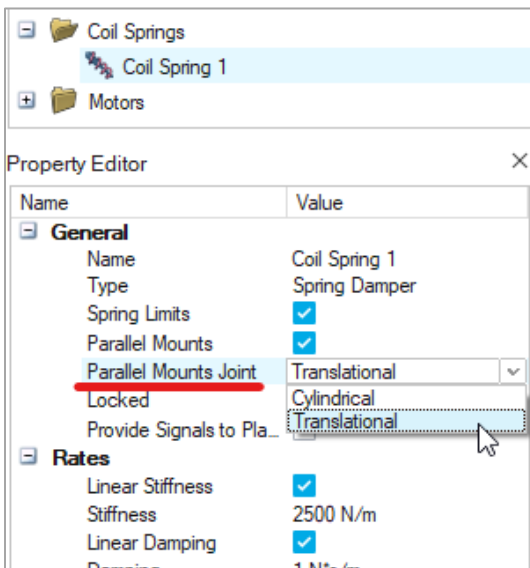 Coil Springs
Coil Spring 1
Motors
Property Editor
Name Value
General
Name Coil Spring 1
Type Spring Damper
Spring Limits
Parallel Mounts
Parallel Mounts Joint Translational
Locked Cylindrical
Translational
Provide Signals to Pla...
Rates
Linear Stiffness
Stiffness 2500 N/m
Linear Damping